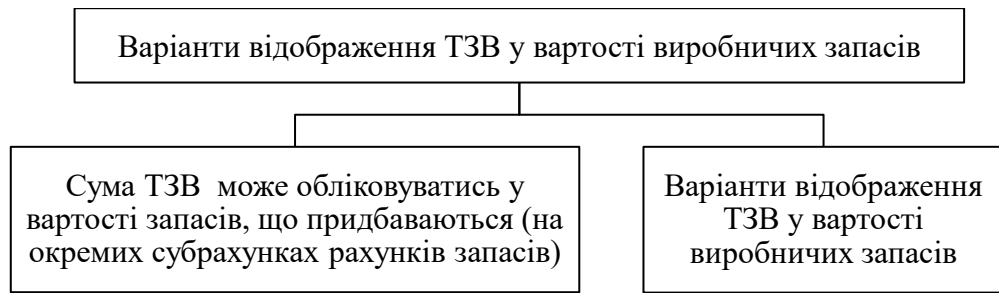 Варіанти відображення ТЗВ у вартості виробничих запасів
Сума ТЗВ може обліковуватись у
вартості запасів, що придбаваються (на
окремих субрахунках рахунків запасів)
Варіанти відображення
ТЗВ у вартості
виробничих запасів